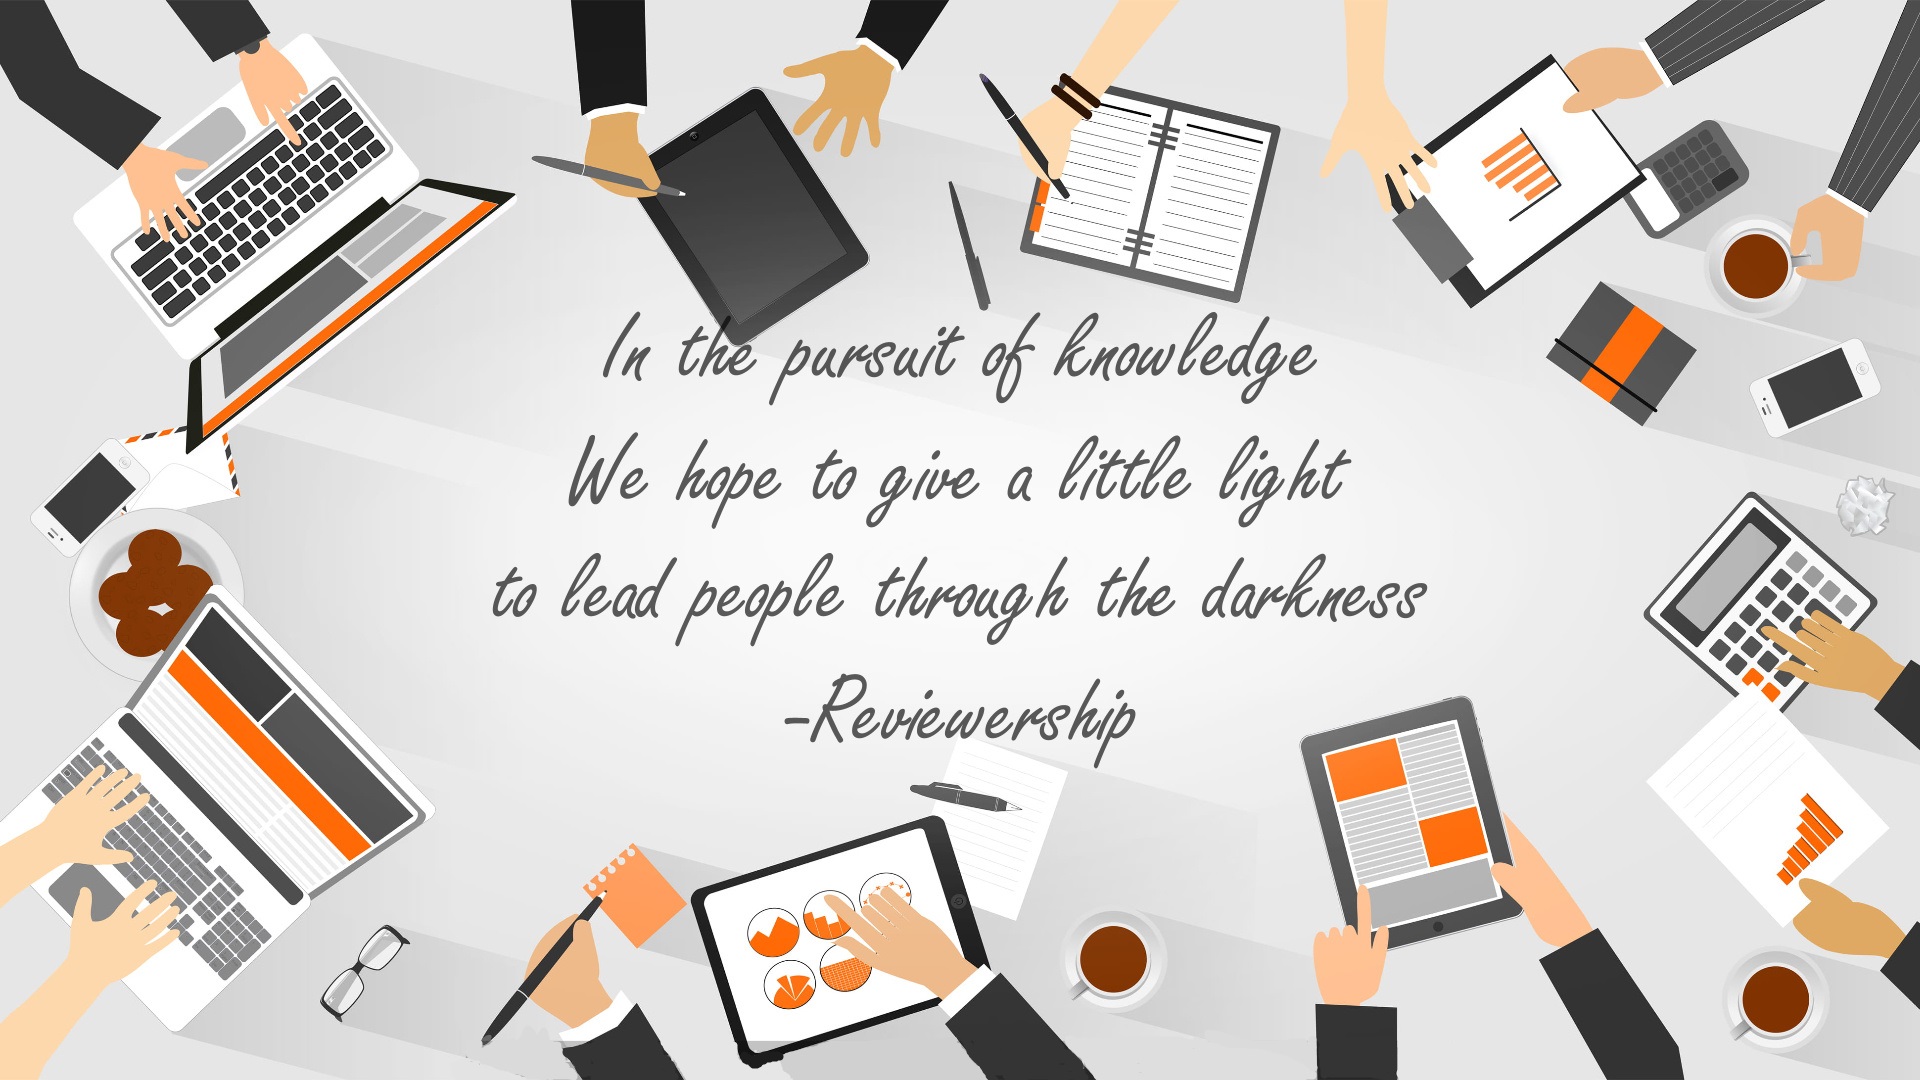 In the pursuit of knowledge
We hope to give a little light
to lead people through the darkness
-Reviewership